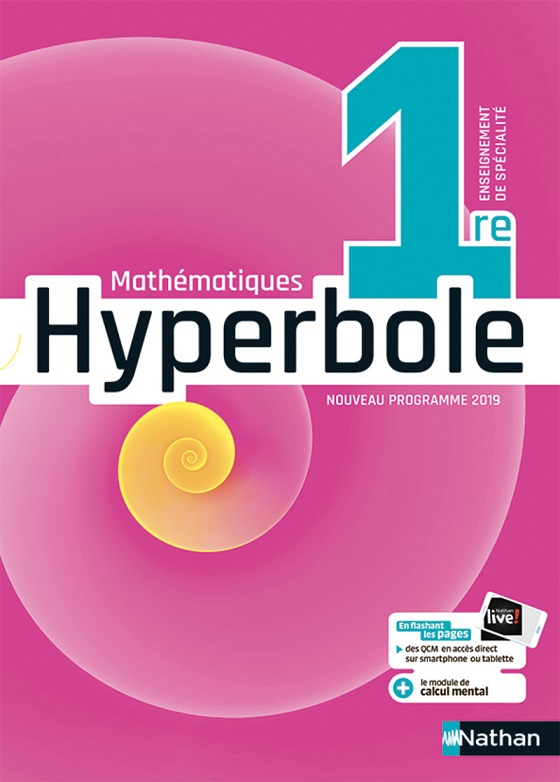 1re
ENSEIGNEMENT
DE SPÉCIALITÉ
Mathématiques
Hyperbole
NOUVEAU PROGRAMME 2019
Nathan
live!
En flashant
les pages
des QCM en accès direct
sur smartphone ou tablette
+ le module de
calcul mental
Nathan